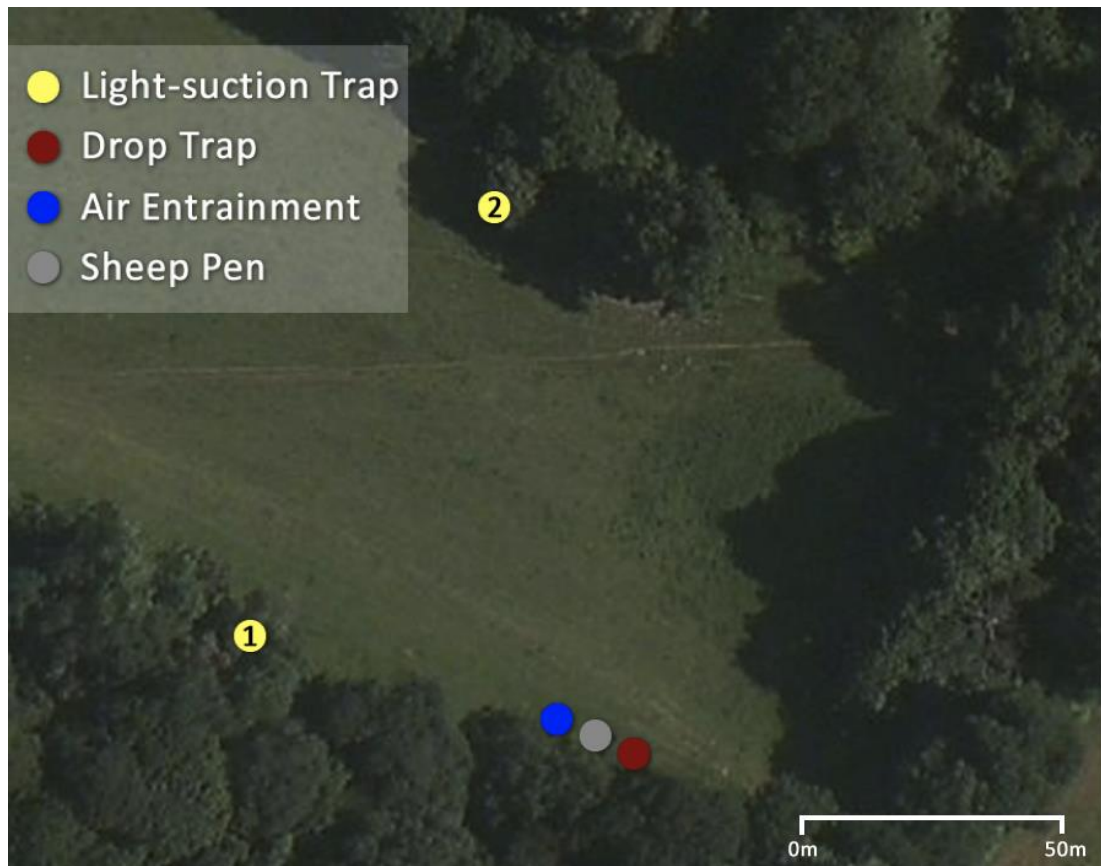 Light-suction Trap
Drop Trap
Air Entrainment
Sheep Pen
2
1
0m 50m